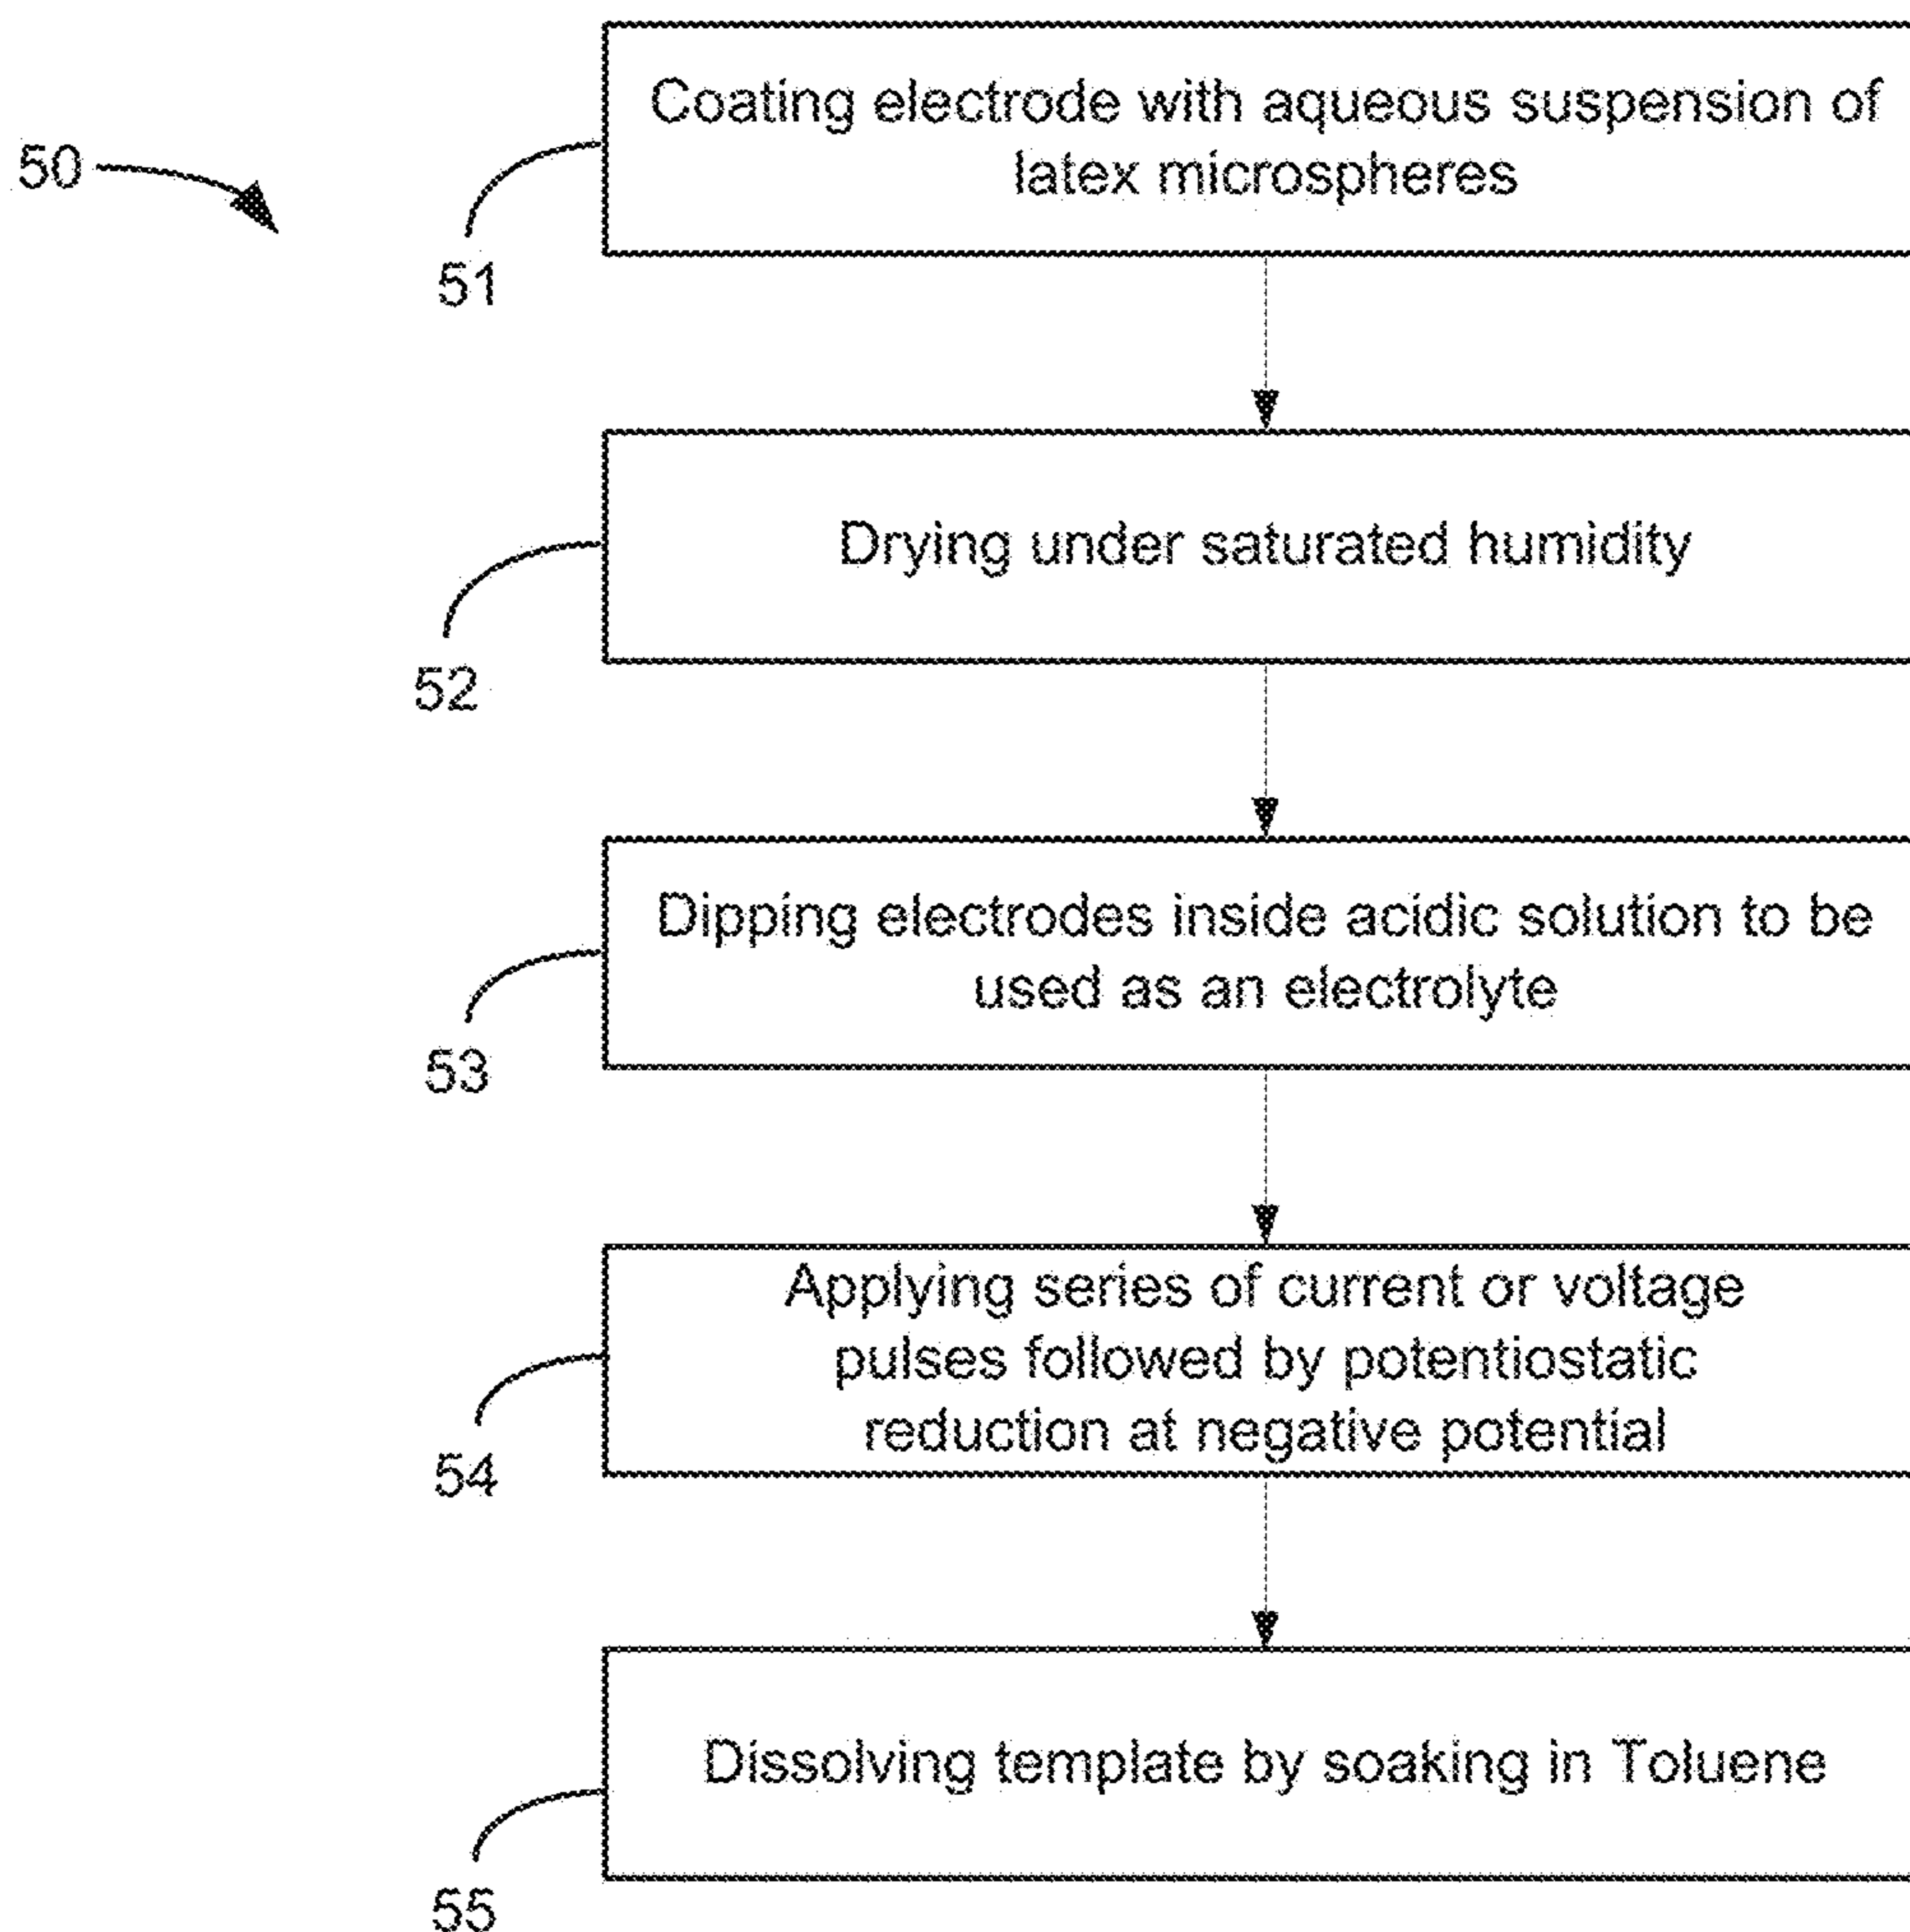 50
Coating electrode with aqueous suspension of
latex microspheres
51
Drying under saturated humidity
52
Dipping electrodes inside acidic solution to be
used as an electrolyte
53
Applying series of current or voltage
pulses followed by potentiostatic
reduction at negative potential
54
Dissolving template by soaking in Toluene
55